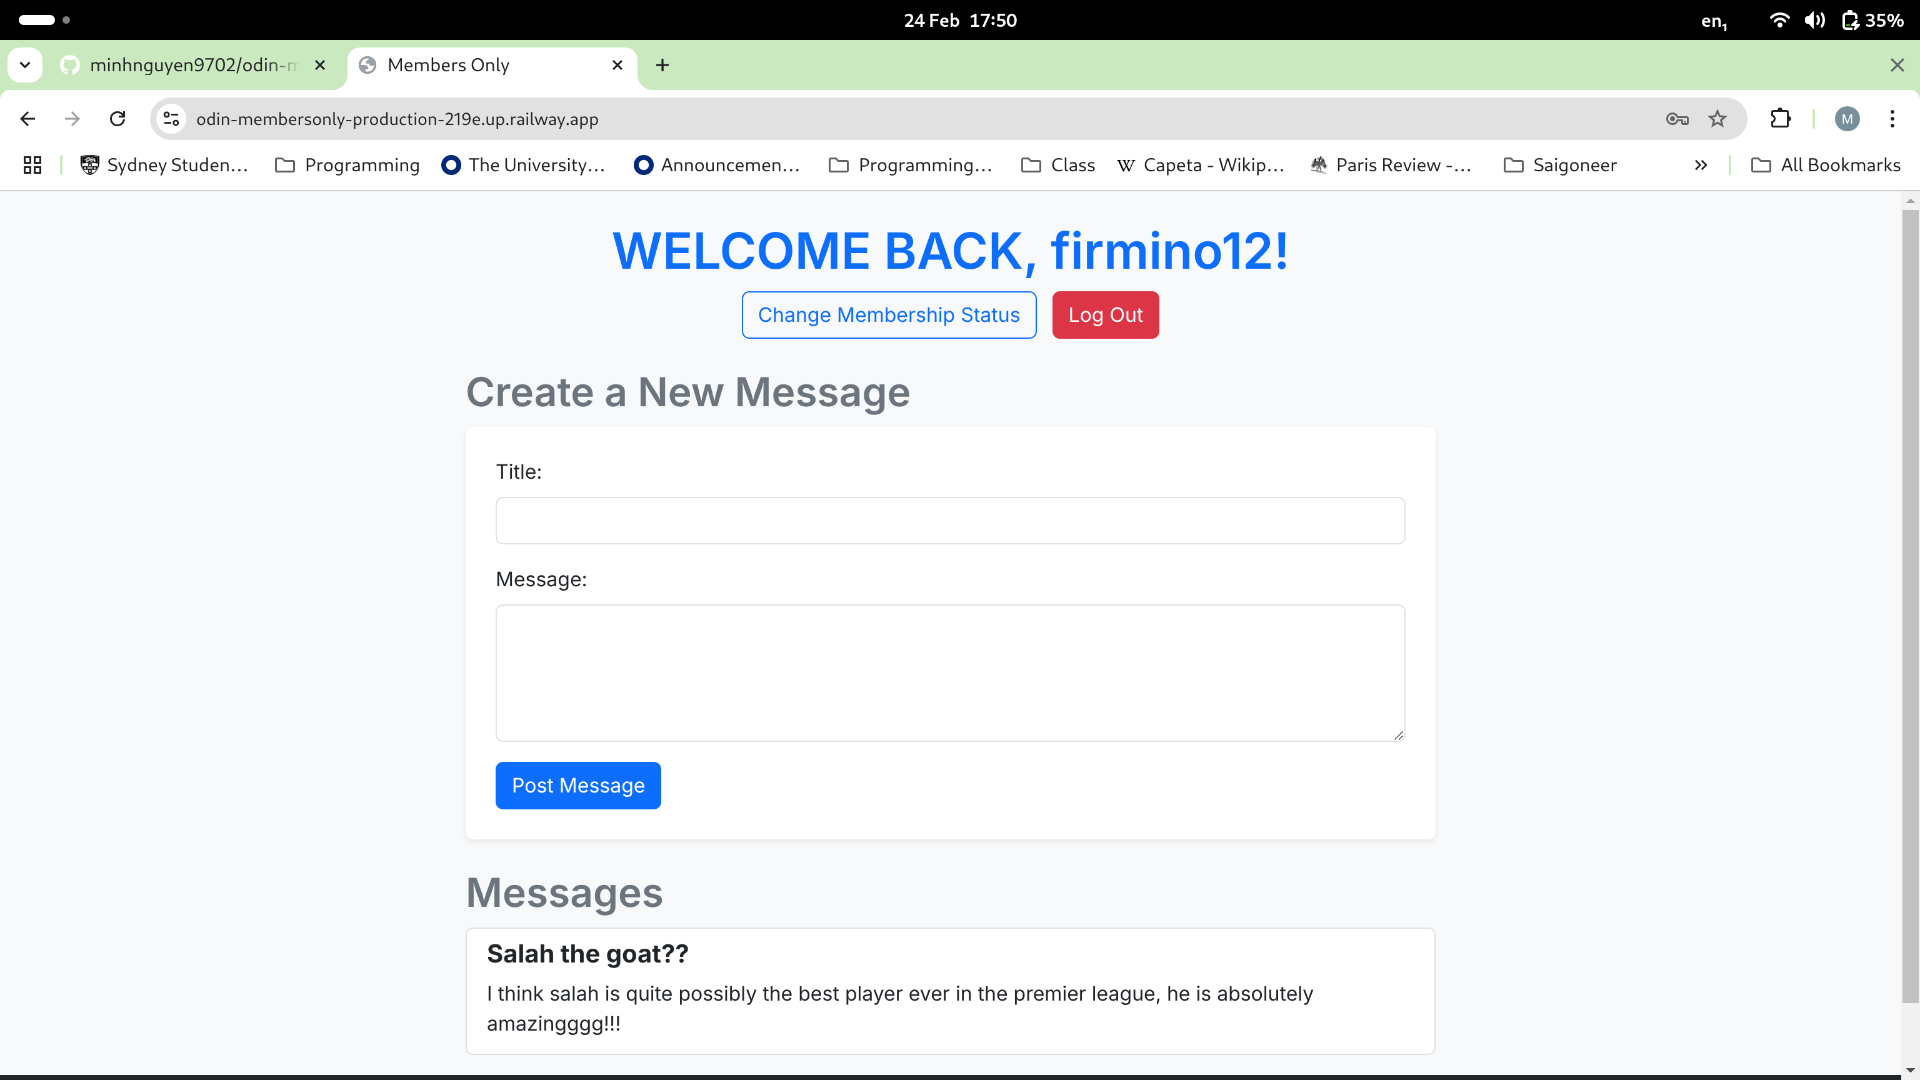 24 Feb 17:50
en1
35%
minhnguyen9702/odin-m
Members Only
odin-membersonly-production-219e.up.railway.app
M
Sydney Studen...
Programming
The University...
Announcemen...
Programming...
Class
W Capeta - Wikip...
Paris Review -...
Saigoneer
All Bookmarks
WELCOME BACK, firmino12!
Change Membership Status
Log Out
Create a New Message
Title:
Message:
Post Message
Messages
Salah the goat??
I think salah is quite possibly the best player ever in the premier league, he is absolutely
amazingggg!!!